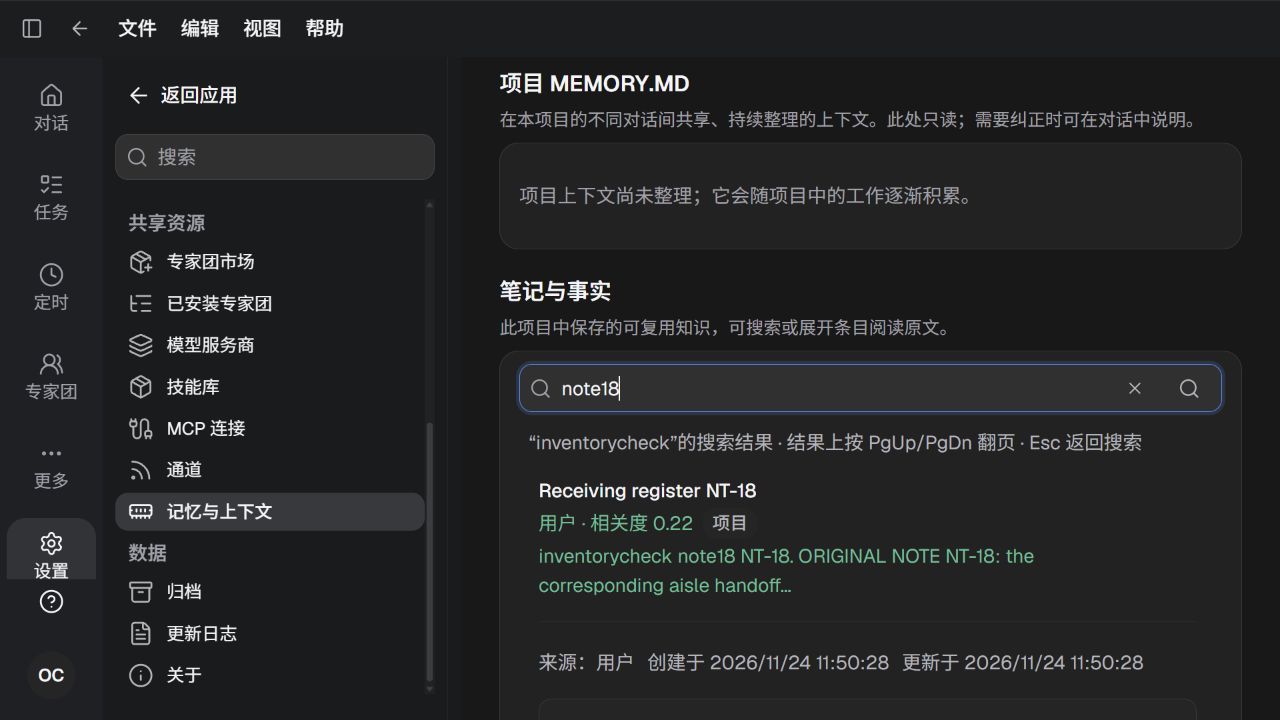 文件 编辑 视图 帮助
对话
任务
定时
专家团
更多
设置
OC
返回应用
搜索
共享资源
专家团市场
已安装专家团
模型服务商
技能库
MCP 连接
通道
记忆与上下文
数据
归档
更新日志
关于
项目 MEMORY.MD
在本项目的不同对话间共享、持续整理的上下文。此处只读；需要纠正时可在对话中说明。
项目上下文尚未整理；它会随项目中的工作逐渐积累。
笔记与事实
此项目中保存的可复用知识，可搜索或展开条目阅读原文。
note18
“inventorycheck”的搜索结果 · 结果上按 PgUp/PgDn 翻页 · Esc 返回搜索
Receiving register NT-18
用户 · 相关度 0.22 项目
inventorycheck note18 NT-18. ORIGINAL NOTE NT-18: the
corresponding aisle handoff…
来源：用户 创建于 2026/11/24 11:50:28 更新于 2026/11/24 11:50:28